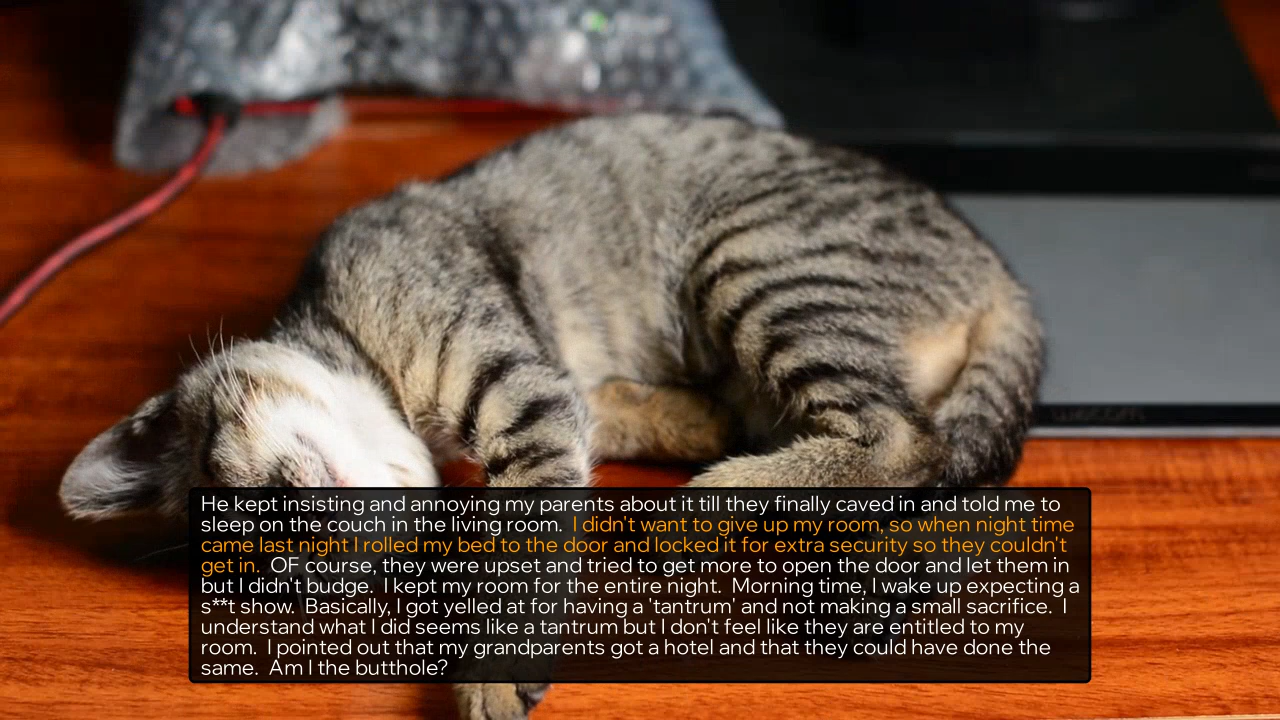 He kept insisting and annoying my parents about it till they finally caved in and told me to
sleep on the couch in the living room.  I didn't want to give up my room, so when night time
came last night I rolled my bed to the door and locked it for extra security so they couldn't
get in.  OF course, they were upset and tried to get more to open the door and let them in
but I didn't budge.  I kept my room for the entire night.  Morning time, I wake up expecting a
s**t show.  Basically, I got yelled at for having a 'tantrum' and not making a small sacrifice.  I
understand what I did seems like a tantrum but I don't feel like they are entitled to my
room.  I pointed out that my grandparents got a hotel and that they could have done the
same.  Am I the butthole?
wacom